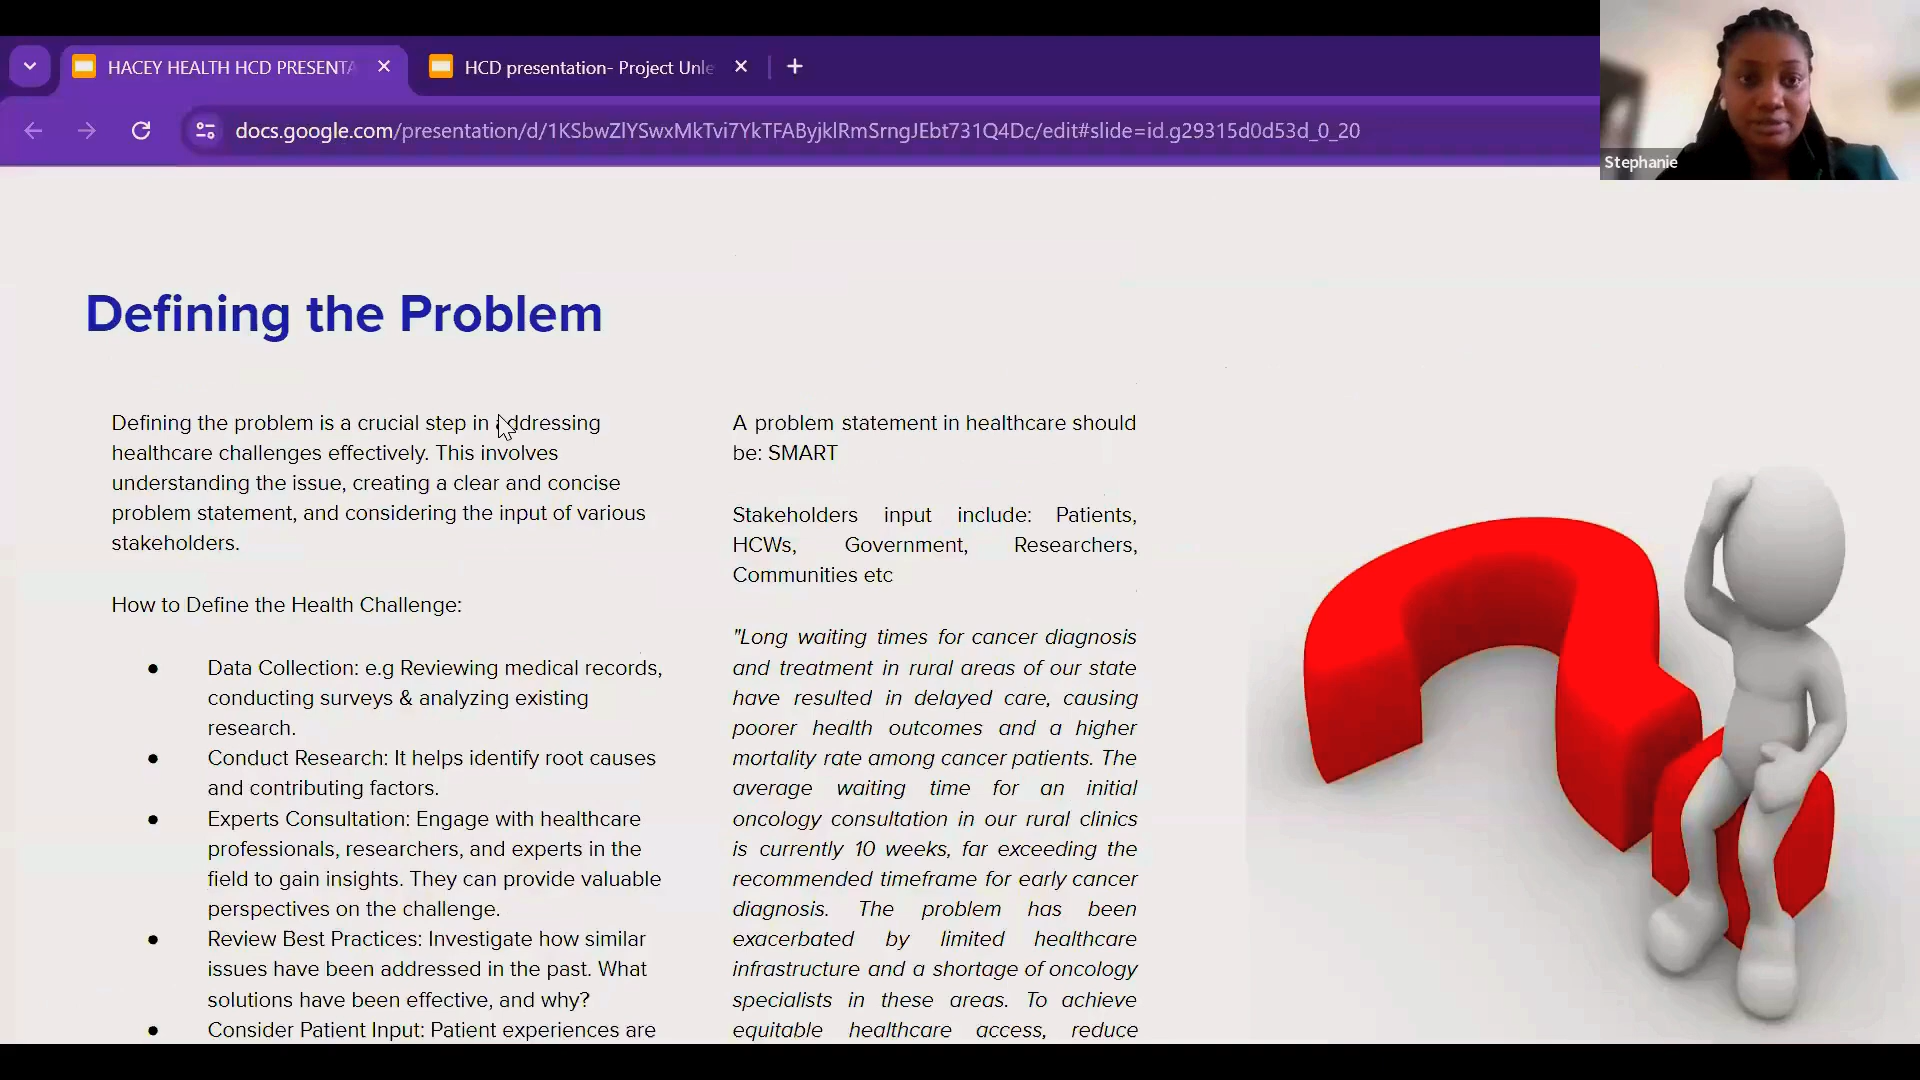 HACEY HEALTH HCD PRESENTA
HCD presentation- Project Unle
docs.google.com/presentation/d/1KSbwZlYSwxMkTvi7YkTFAByjklRmSrngJEbt731Q4Dc/edit#slide=id.g29315d0d53d_0_20
Stephanie
Defining the Problem
Defining the problem is a crucial step in addressing
healthcare challenges effectively. This involves
understanding the issue, creating a clear and concise
problem statement, and considering the input of various
stakeholders.
How to Define the Health Challenge:
● Data Collection: e.g Reviewing medical records,
conducting surveys & analyzing existing
research.
● Conduct Research: It helps identify root causes
and contributing factors.
● Experts Consultation: Engage with healthcare
professionals, researchers, and experts in the
field to gain insights. They can provide valuable
perspectives on the challenge.
● Review Best Practices: Investigate how similar
issues have been addressed in the past. What
solutions have been effective, and why?
● Consider Patient Input: Patient experiences are
A problem statement in healthcare should
be: SMART
Stakeholders input include: Patients,
HCWs, Government, Researchers,
Communities etc
"Long waiting times for cancer diagnosis
and treatment in rural areas of our state
have resulted in delayed care, causing
poorer health outcomes and a higher
mortality rate among cancer patients. The
average waiting time for an initial
oncology consultation in our rural clinics
is currently 10 weeks, far exceeding the
recommended timeframe for early cancer
diagnosis. The problem has been
exacerbated by limited healthcare
infrastructure and a shortage of oncology
specialists in these areas. To achieve
equitable healthcare access, reduce